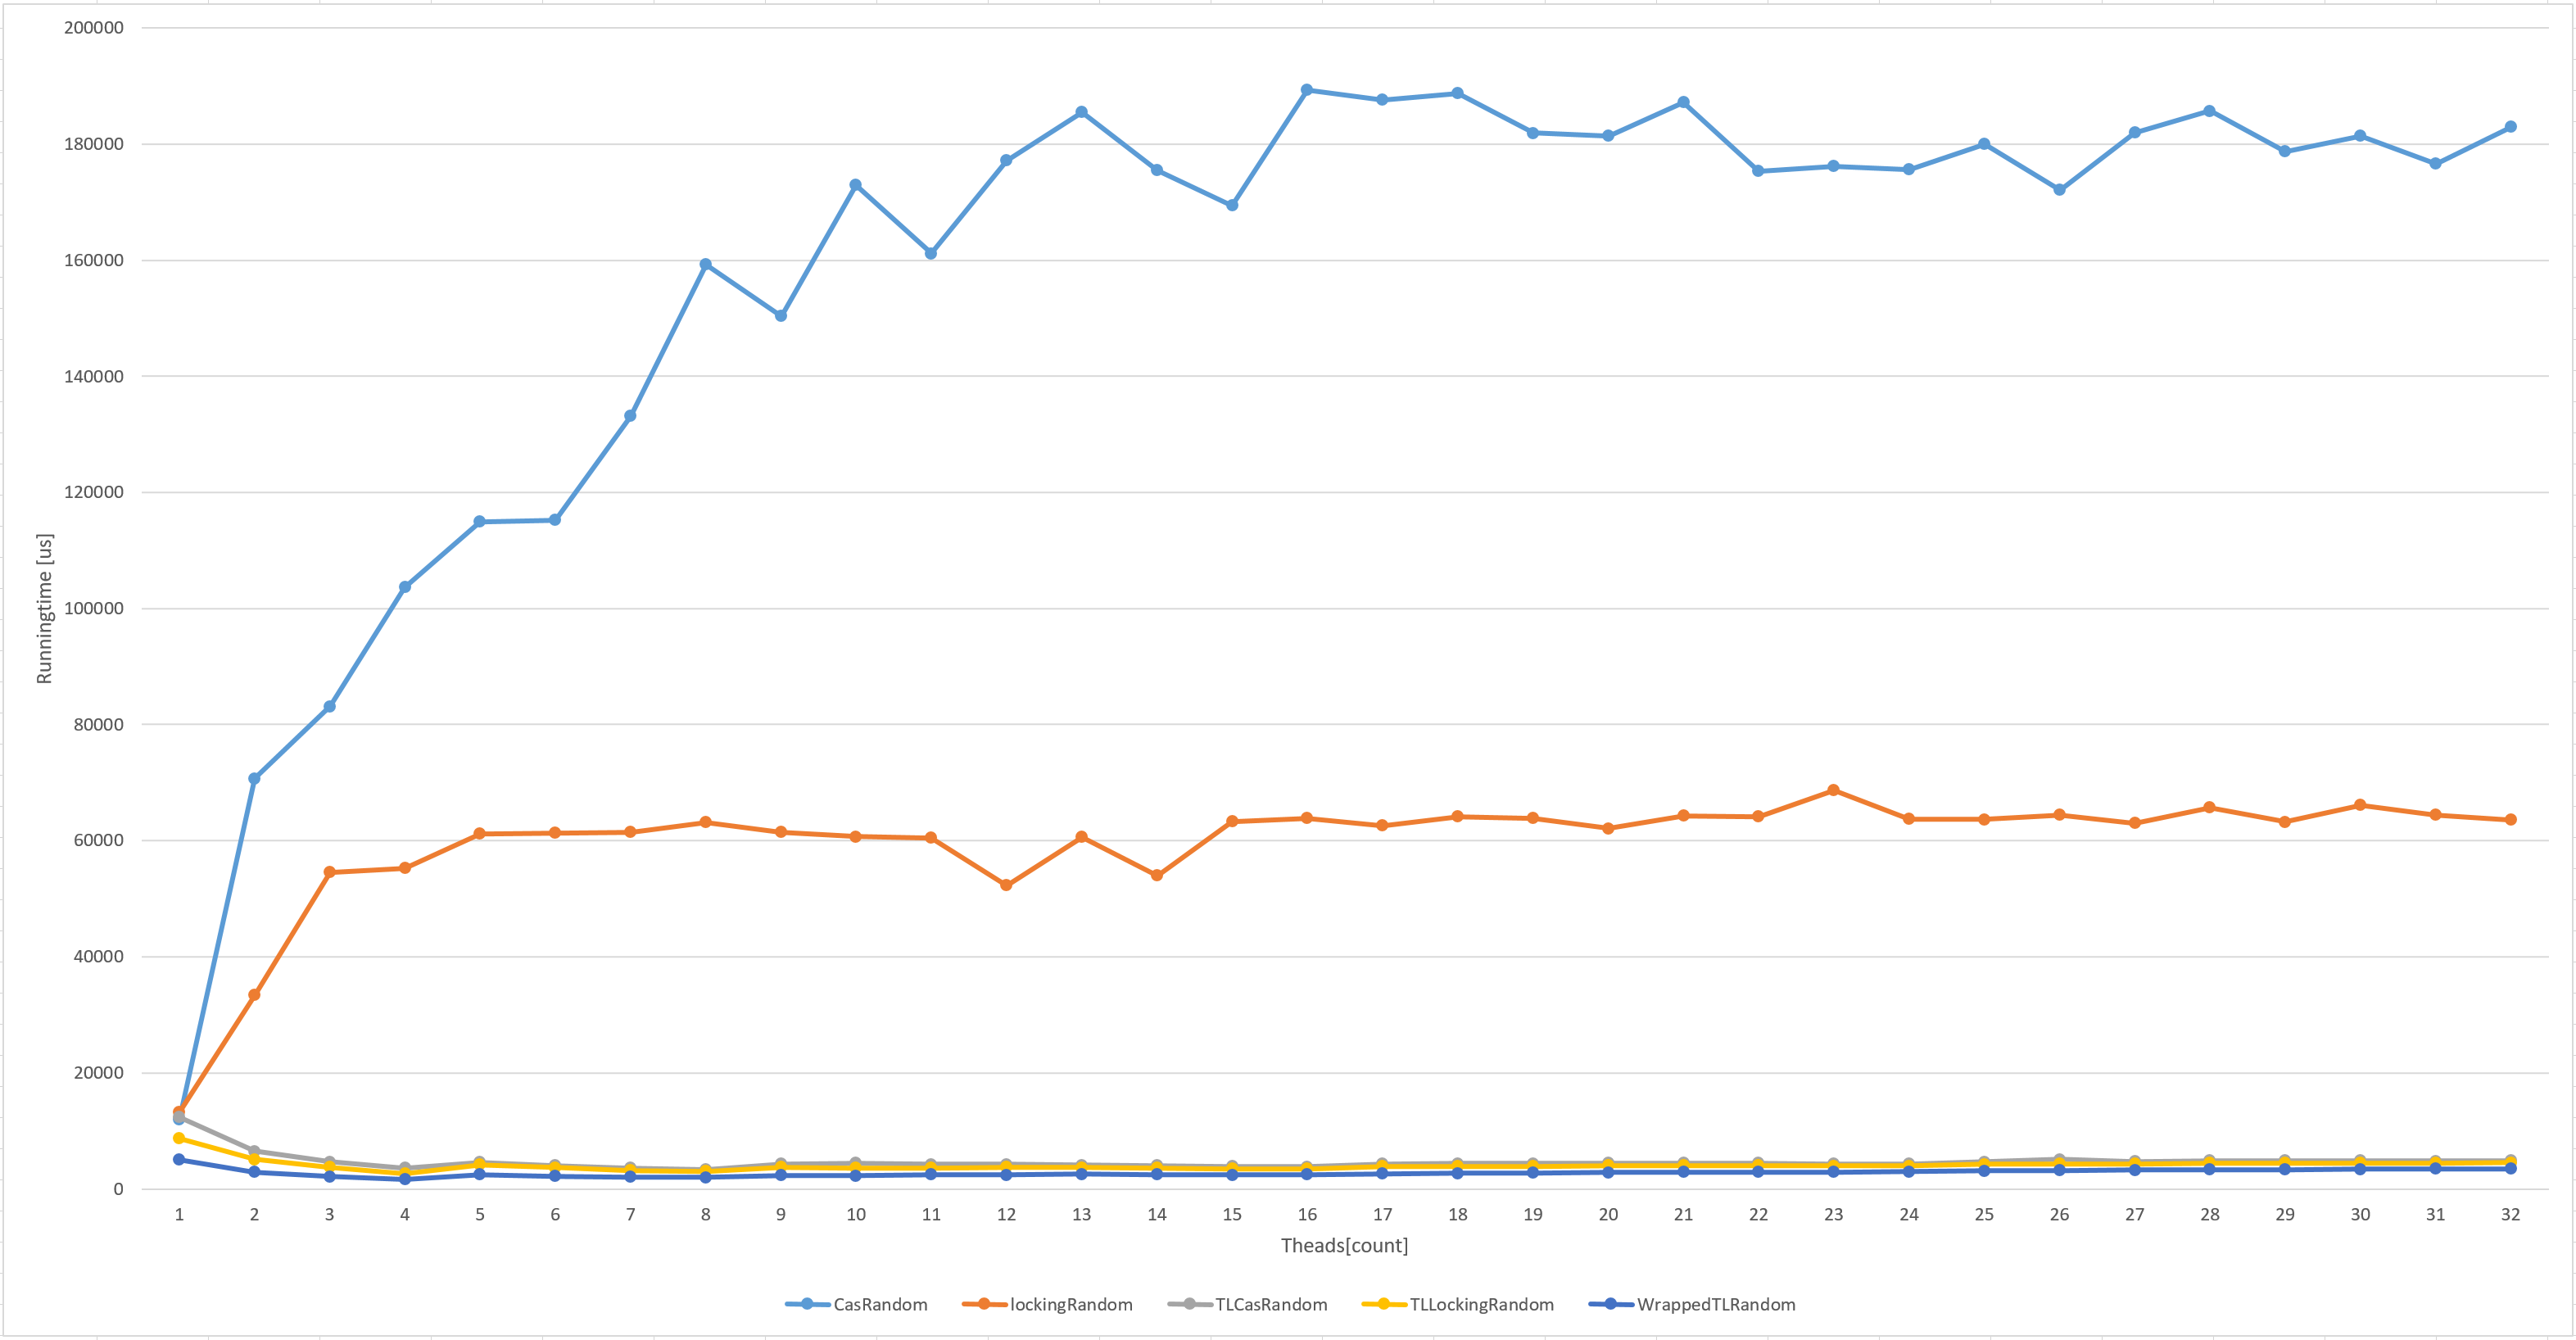 200000
180000
160000
140000
120000
100000
80000
60000
40000
20000
0
Runningtime [us]
1 2 3 4 5 6 7 8 9 10 11 12 13 14 15 16 17 18 19 20 21 22 23 24 25 26 27 28 29 30 31 32
Theads[count]
CasRandom lockingRandom TLCasRandom TLLockingRandom WrappedTLRandom